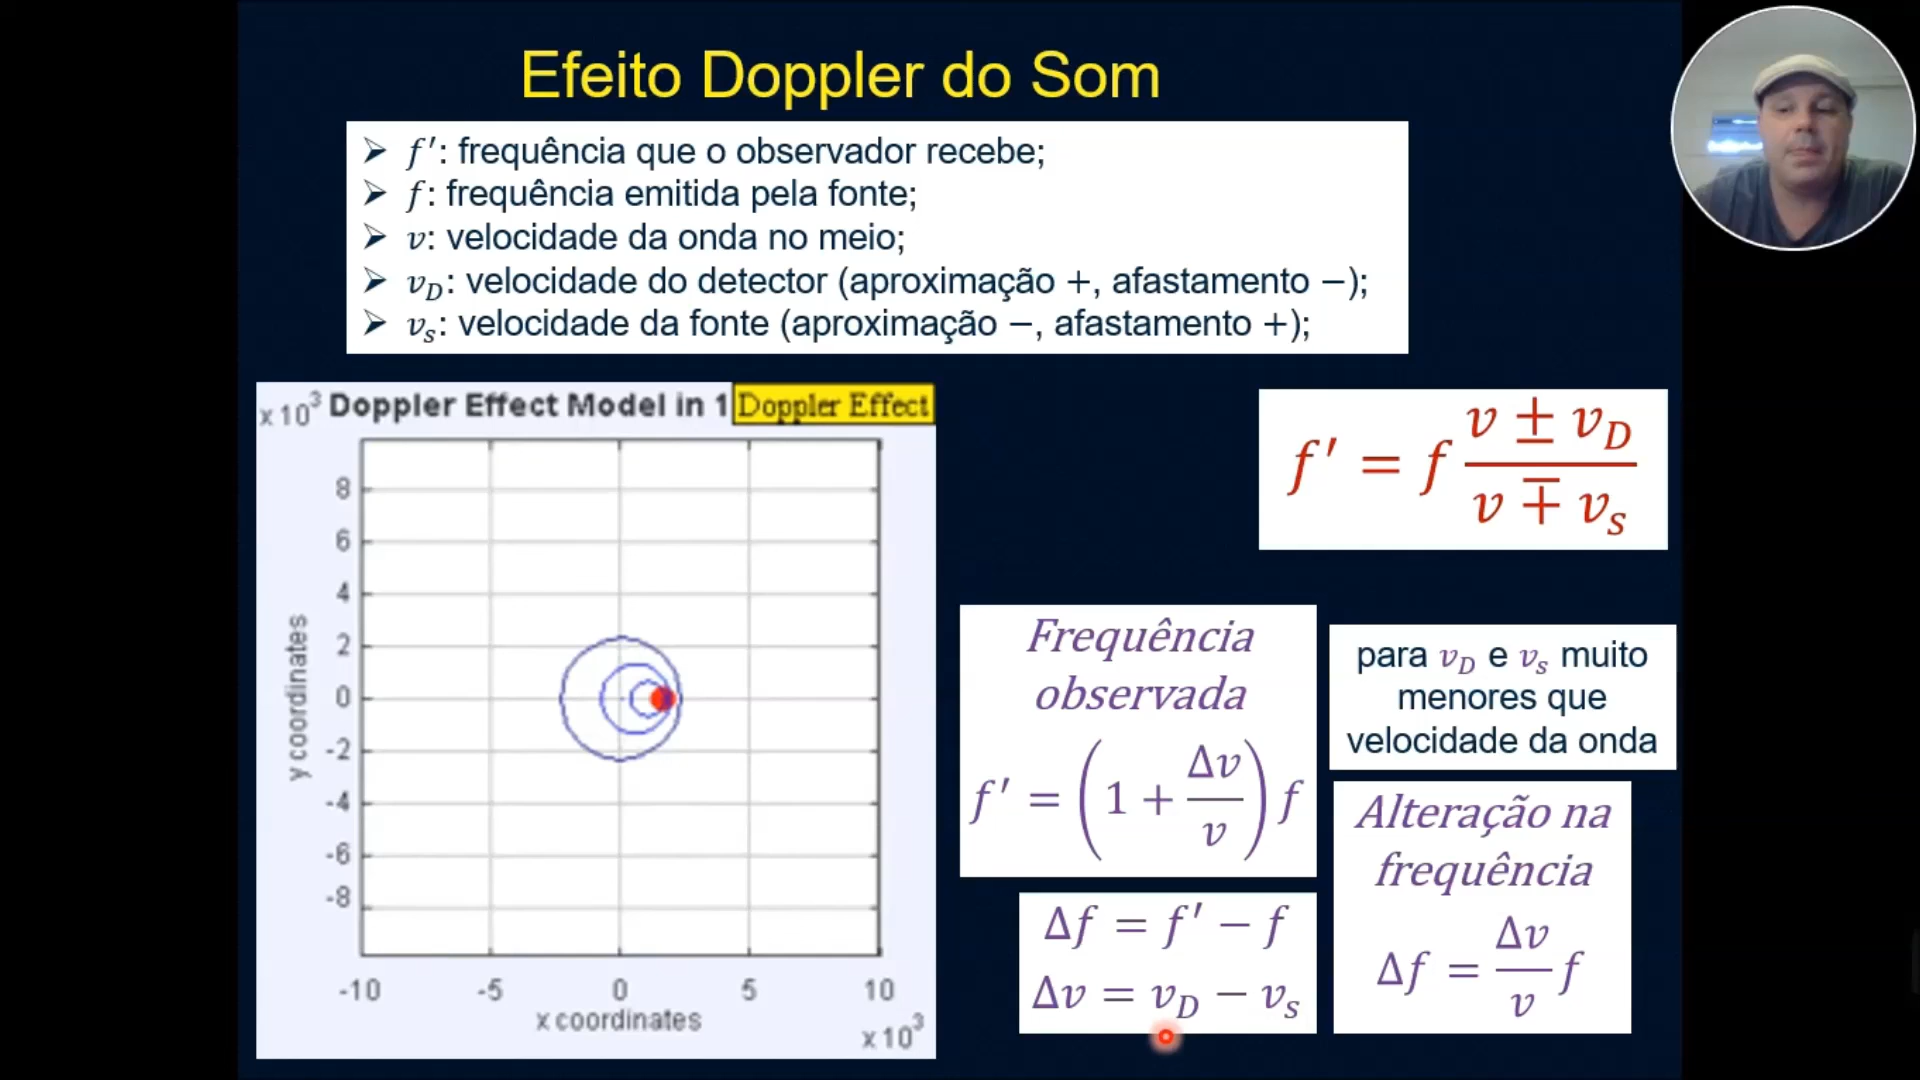 Efeito Doppler do Som
➢ f′: frequência que o observador recebe;
➢ f: frequência emitida pela fonte;
➢ v: velocidade da onda no meio;
➢ v_D: velocidade do detector (aproximação +, afastamento −);
➢ v_s: velocidade da fonte (aproximação −, afastamento +);
x 10³ Doppler Effect Model in 1 Doppler Effect
8
6
4
2
0
-2
-4
-6
-8
y coordinates
-10 -5 0 5 10
x coordinates
x 10³
f′ = f (v ± v_D)/(v ∓ v_s)
Frequência
observada
f′ = (1 + Δv/v) f
para v_D e v_s muito
menores que
velocidade da onda
Δf = f′ − f
Δv = v_D − v_s
Alteração na
frequência
Δf = Δv/v f